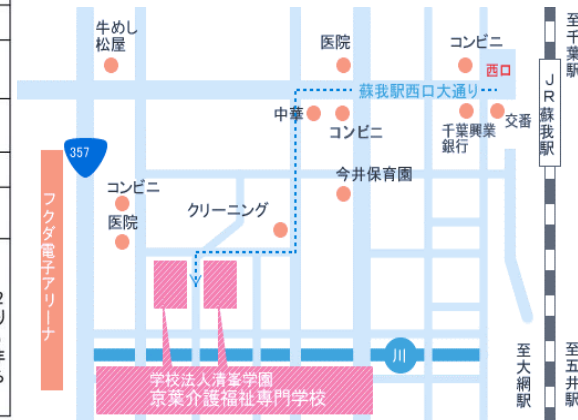 牛めし
松屋
医院
コンビニ
至千葉駅
西口
蘇我駅西口大通り
JR蘇我駅
中華
コンビニ
千葉興業
銀行
交番
357
今井保育園
コンビニ
医院
クリーニング
フクダ電子アリーナ
川
学校法人清峯学園
京葉介護福祉専門学校
至大網駅
至五井駅